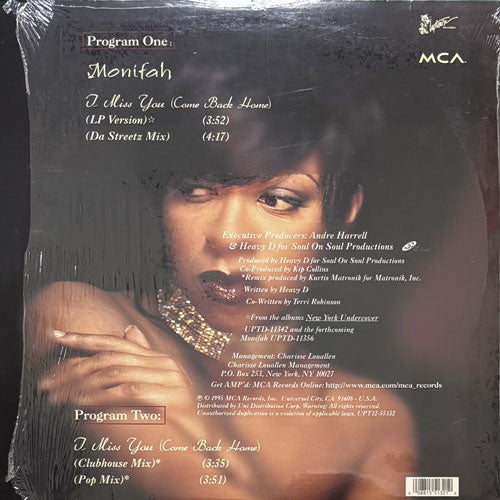 Program One:
MCA
Monifah
I Miss You (Come Back Home)
(LP Version)☆ (3:52)
(Da Streetz Mix) (4:17)
Executive Producers: Andre Harrell
& Heavy D for Soul On Soul Productions
Produced by Heavy D for Soul On Soul Productions
Co-Produced by Kip Collins
*Remix produced by Kurtis Matronik for Matronik, Inc.
Written by Heavy D
Co-Written by Terri Robinson
☆From the albums New York Undercover
UPTD-11342 and the forthcoming
Monifah UPTD-11356
Management: Charisse Louallen
Charisse Louallen Management
P.O. Box 253, New York, NY 10027
Get AMP'd: MCA Records Online: http://www.mca.com/mca_records
℗ © 1995 MCA Records, Inc. Universal City, CA 91608 - U.S.A.
Distributed by Uni Distribution Corp. Warning: All rights reserved.
Unauthorized duplication is a violation of applicable laws. UPT12-55132
Program Two:
I Miss You (Come Back Home)
(Clubhouse Mix)* (3:35)
(Pop Mix)* (3:51)